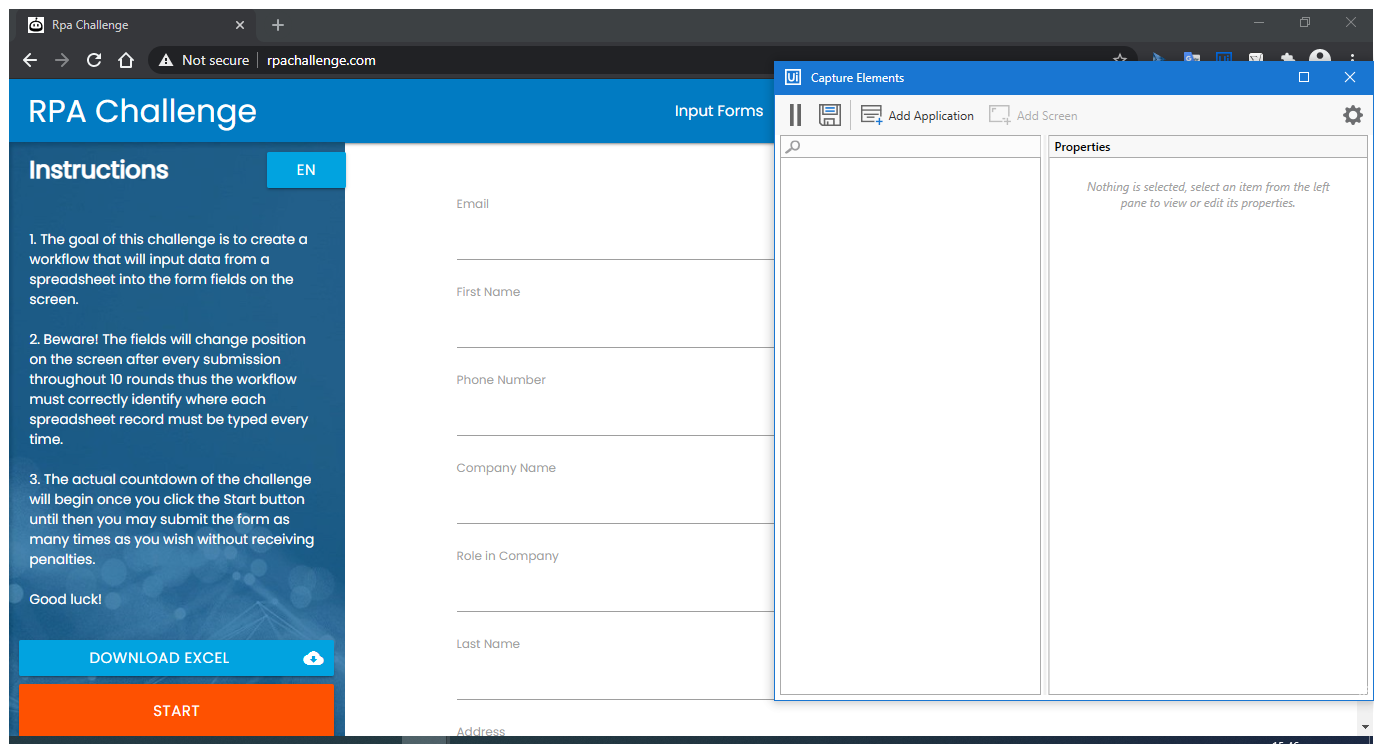 Rpa Challenge
Not secure
rpachallenge.com
Ui
Capture Elements
RPA Challenge
Input Forms
Add Application
Add Screen
Properties
Nothing is selected, select an item from the left
pane to view or edit its properties.
Instructions
EN
1. The goal of this challenge is to create a
workflow that will input data from a
spreadsheet into the form fields on the
screen.
2. Beware! The fields will change position
on the screen after every submission
throughout 10 rounds thus the workflow
must correctly identify where each
spreadsheet record must be typed every
time.
3. The actual countdown of the challenge
will begin once you click the Start button
until then you may submit the form as
many times as you wish without receiving
penalties.
Good luck!
DOWNLOAD EXCEL
START
Email
First Name
Phone Number
Company Name
Role in Company
Last Name
Address